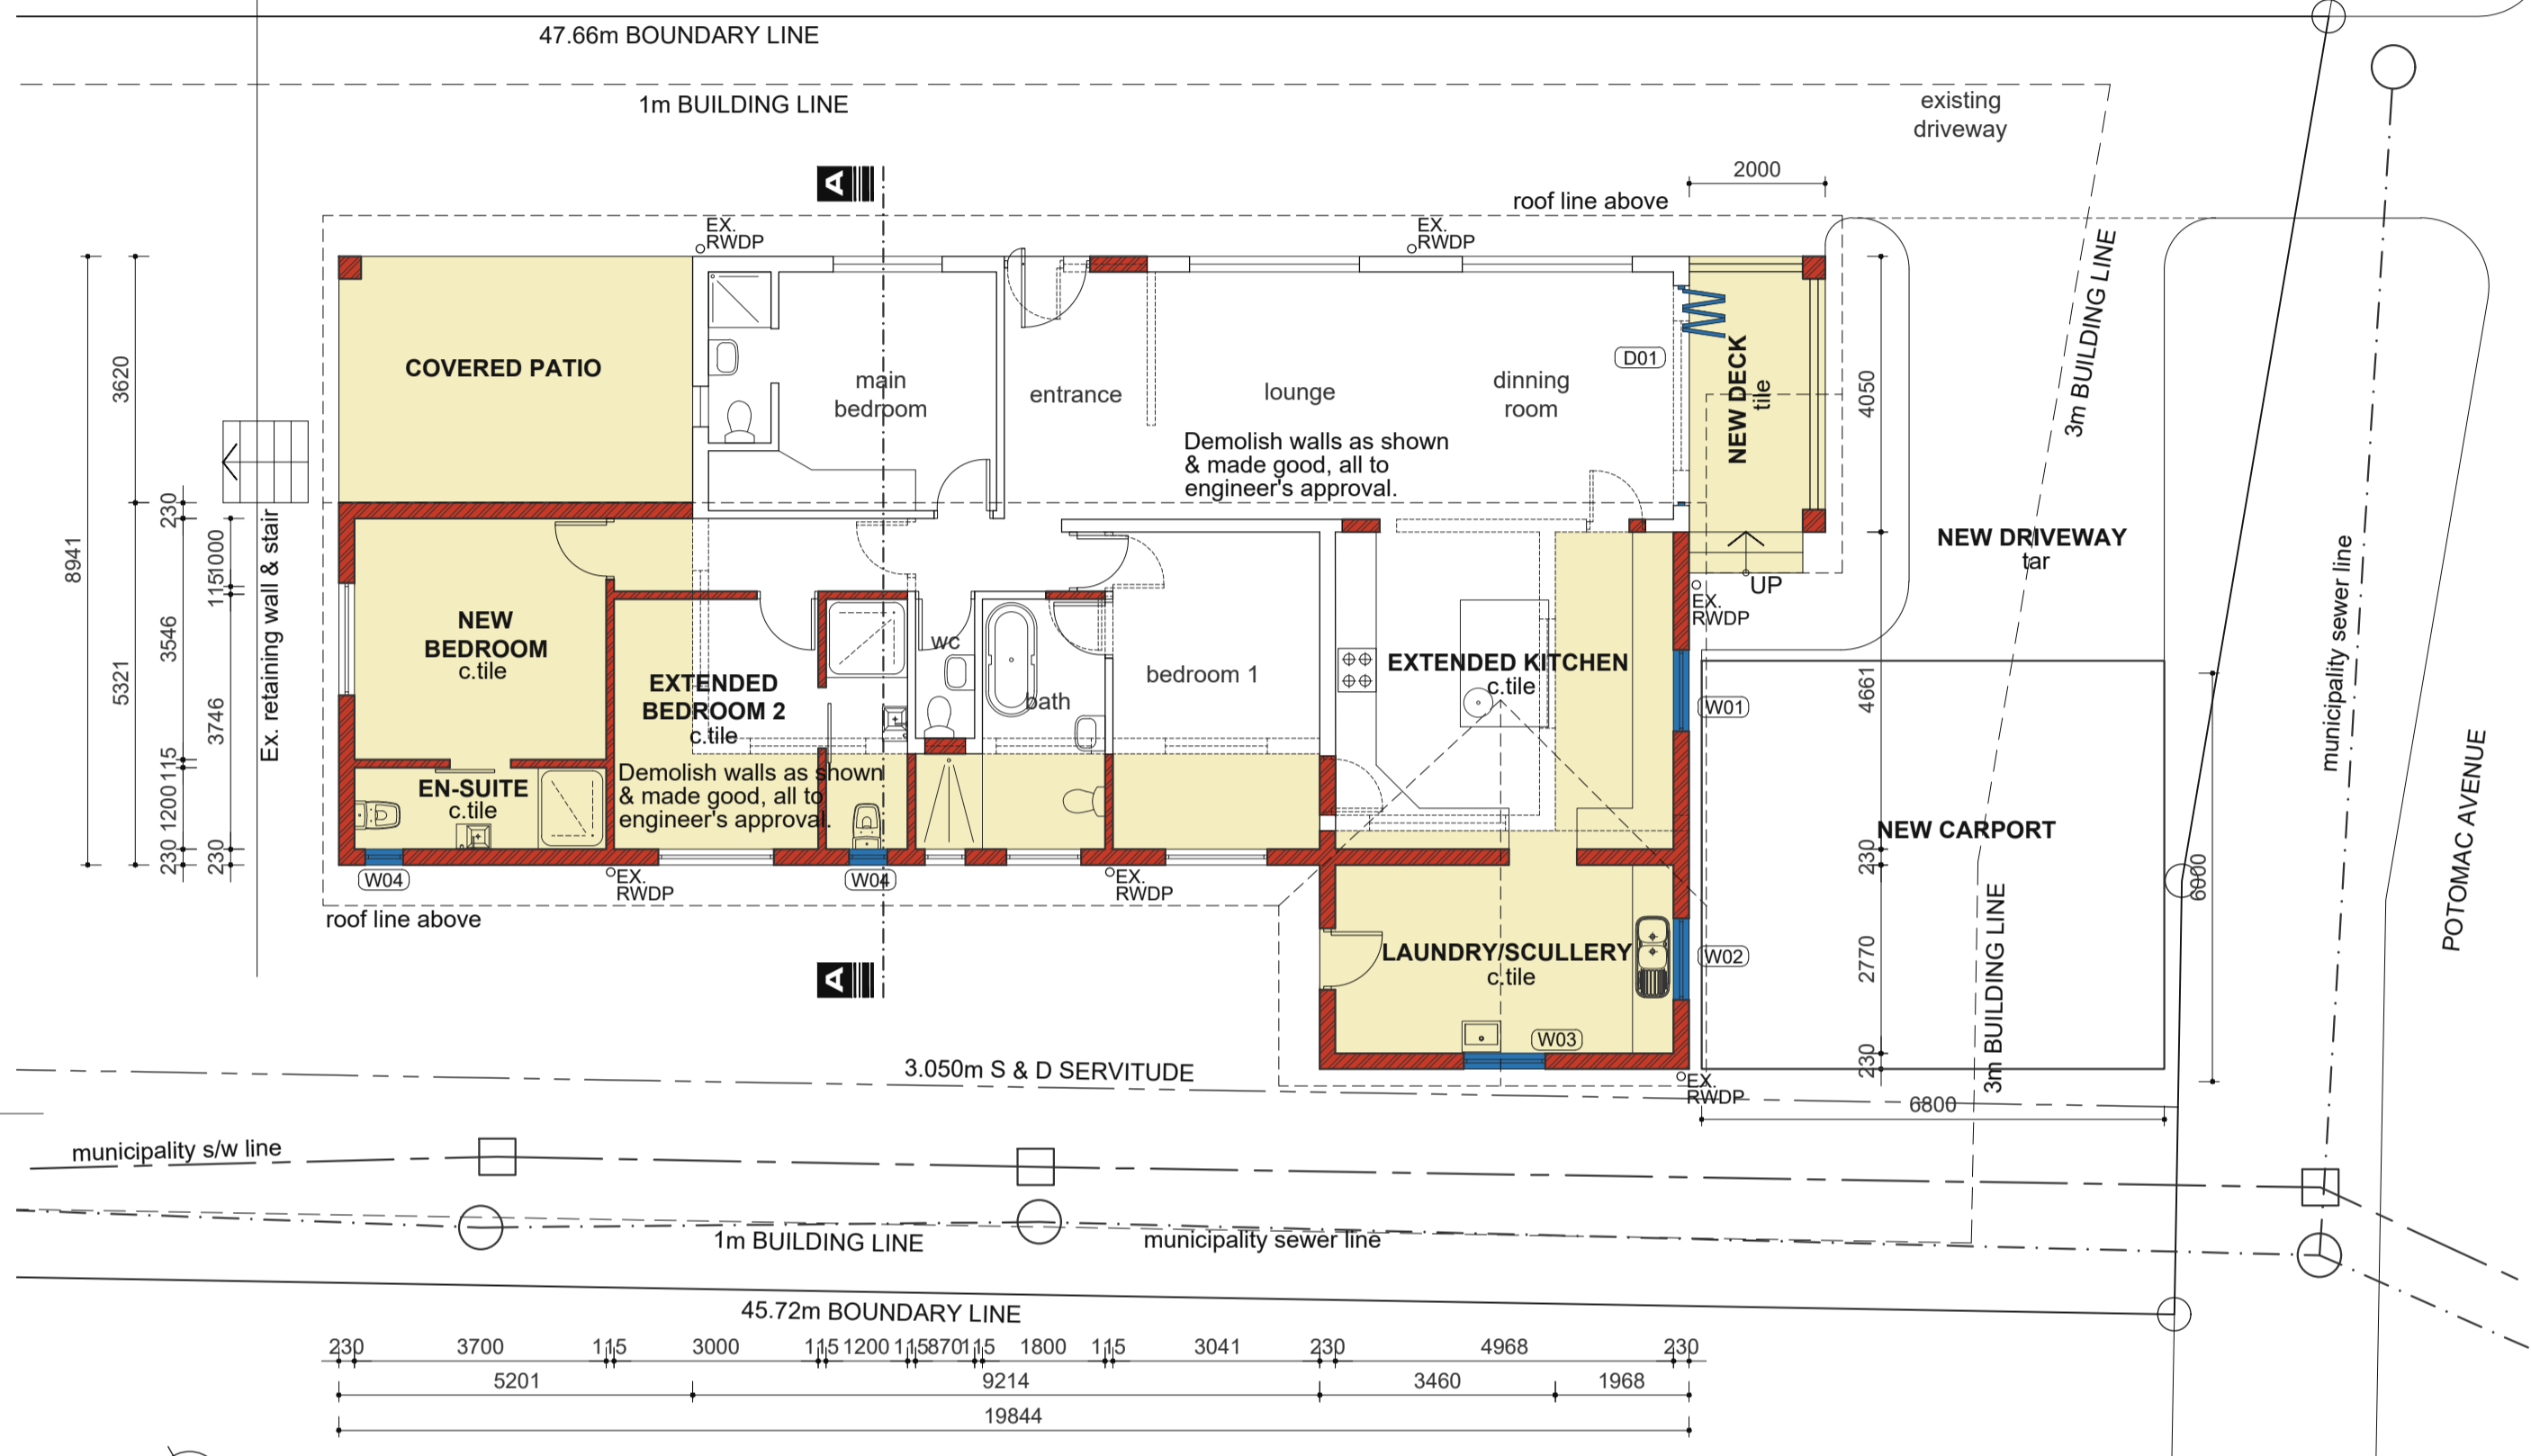 47.66m BOUNDARY LINE
1m BUILDING LINE
existing
driveway
2000
A
roof line above
EX.
RWDP
EX.
RWDP
3m BUILDING LINE
COVERED PATIO
main
bedroom
entrance
lounge
dinning
room
D01
NEW DECK
tile
4050
3620
8941
230
Demolish walls as shown
& made good, all to
engineer's approval.
Ex. retaining wall & stair
1000
115
NEW DRIVEWAY
tar
municipality sewer line
UP
EX.
RWDP
NEW
BEDROOM
c.tile
3546
5321
3746
wc
bath
bedroom 1
EXTENDED
BEDROOM 2
c.tile
EXTENDED KITCHEN
c.tile
4661
W01
POTOMAC AVENUE
Demolish walls as shown
& made good, all to
engineer's approval.
EN-SUITE
c.tile
115
1200
230
230
NEW CARPORT
230
6000
W04
W04
EX.
RWDP
EX.
RWDP
roof line above
LAUNDRY/SCULLERY
c.tile
W02
2770
3m BUILDING LINE
W03
230
EX.
RWDP
3.050m S & D SERVITUDE
6800
municipality s/w line
A
1m BUILDING LINE
municipality sewer line
45.72m BOUNDARY LINE
230 3700 115 3000 115 1200 115 870 115 1800 115 3041 230 4968 230
5201 9214 3460 1968
19844